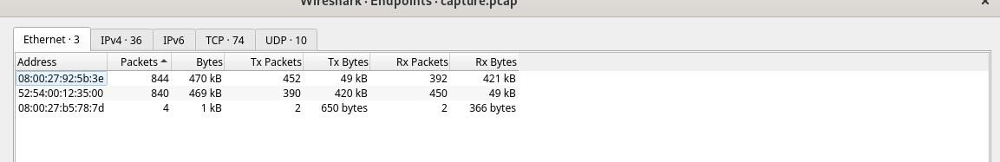 Wireshark · Endpoints · capture.pcap
Ethernet · 3 IPv4 · 36 IPv6 TCP · 74 UDP · 10
Address Packets Bytes Tx Packets Tx Bytes Rx Packets Rx Bytes
08:00:27:92:5b:3e 844 470 kB 452 49 kB 392 421 kB
52:54:00:12:35:00 840 469 kB 390 420 kB 450 49 kB
08:00:27:b5:78:7d 4 1 kB 2 650 bytes 2 366 bytes